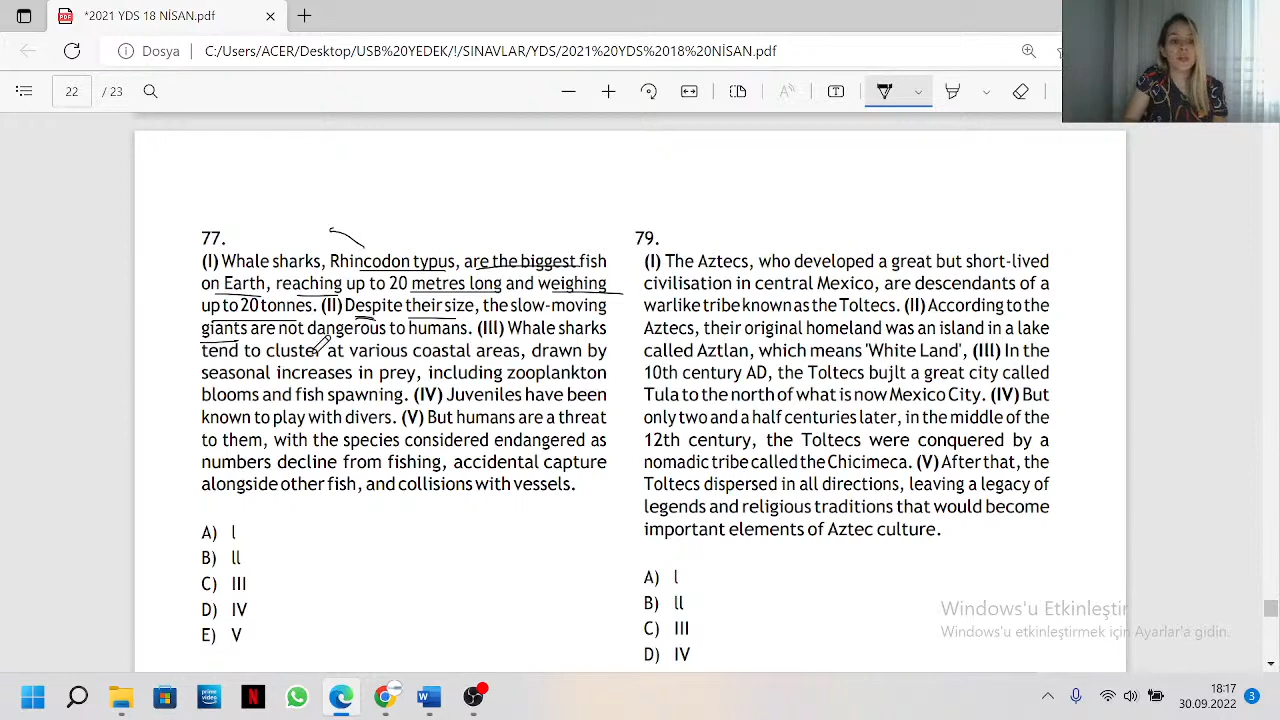 *2021 YDS 18 NİSAN.pdf
Dosya
C:/Users/ACER/Desktop/USB%20YEDEK/!/SINAVLAR/YDS/2021%20YDS%2018%20NİSAN.pdf
22 / 23
77.
(I) Whale sharks, Rhincodon typus, are the biggest fish
on Earth, reaching up to 20 metres long and weighing
up to 20 tonnes. (II) Despite their size, the slow-moving
giants are not dangerous to humans. (III) Whale sharks
tend to cluster at various coastal areas, drawn by
seasonal increases in prey, including zooplankton
blooms and fish spawning. (IV) Juveniles have been
known to play with divers. (V) But humans are a threat
to them, with the species considered endangered as
numbers decline from fishing, accidental capture
alongside other fish, and collisions with vessels.
A) l
B) ll
C) III
D) IV
E) V
79.
(I) The Aztecs, who developed a great but short-lived
civilisation in central Mexico, are descendants of a
warlike tribe known as the Toltecs. (II) According to the
Aztecs, their original homeland was an island in a lake
called Aztlan, which means 'White Land', (III) In the
10th century AD, the Toltecs bujlt a great city called
Tula to the north of what is now Mexico City. (IV) But
only two and a half centuries later, in the middle of the
12th century, the Toltecs were conquered by a
nomadic tribe called the Chicimeca. (V) After that, the
Toltecs dispersed in all directions, leaving a legacy of
legends and religious traditions that would become
important elements of Aztec culture.
A) l
B) ll
C) III
D) IV
Windows'u Etkinleştir
Windows'u etkinleştirmek için Ayarlar'a gidin.
prime video
N
W
18:17
30.09.2022
3